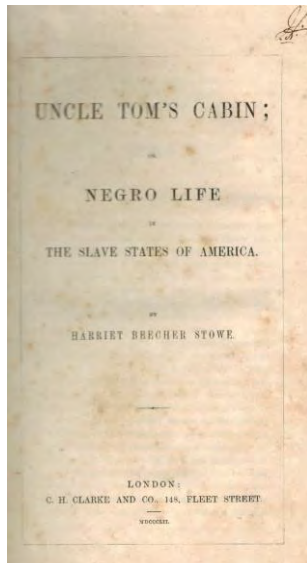 UNCLE TOM'S CABIN;
OR
NEGRO LIFE
IN
THE SLAVE STATES OF AMERICA.
BY
HARRIET BEECHER STOWE.
LONDON:
C. H. CLARKE AND CO., 148, FLEET STREET.
MDCCCLII.